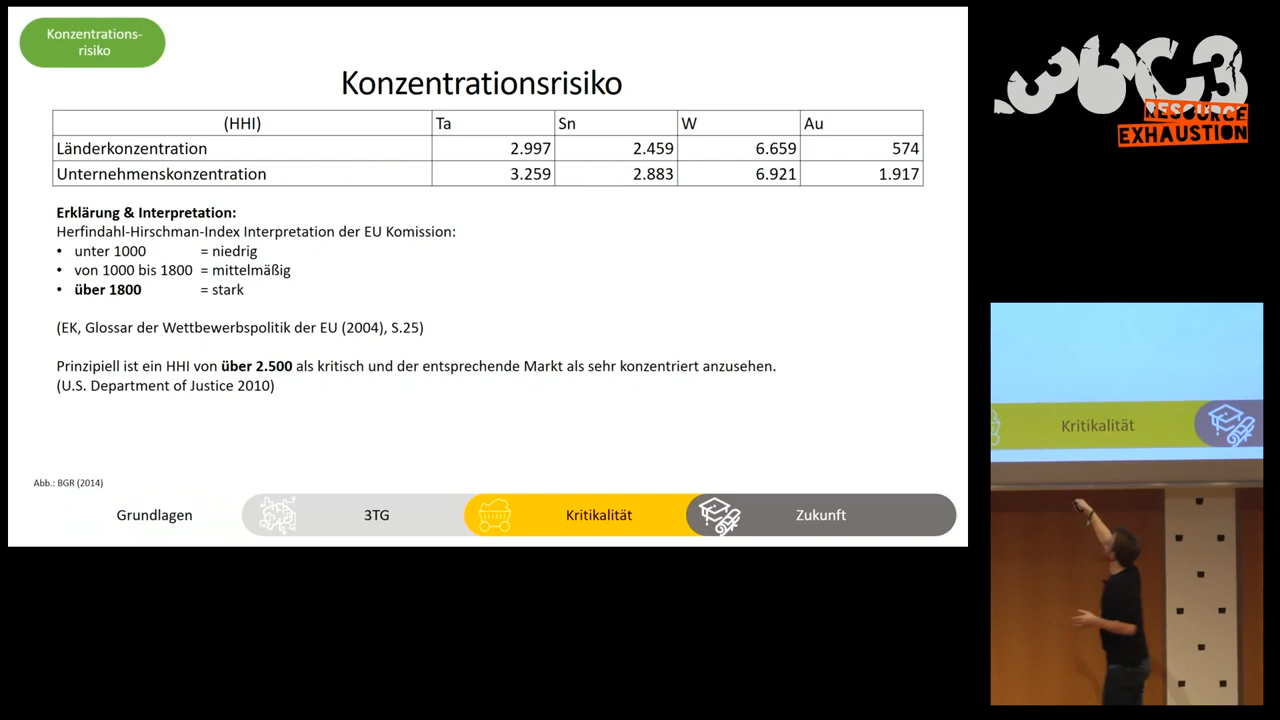 Konzentrations-
risiko
Konzentrationsrisiko
(HHI) Ta Sn W Au
Länderkonzentration 2.997 2.459 6.659 574
Unternehmenskonzentration 3.259 2.883 6.921 1.917
Erklärung & Interpretation:
Herfindahl-Hirschman-Index Interpretation der EU Komission:
• unter 1000 = niedrig
• von 1000 bis 1800 = mittelmäßig
• über 1800 = stark
(EK, Glossar der Wettbewerbspolitik der EU (2004), S.25)
Prinzipiell ist ein HHI von über 2.500 als kritisch und der entsprechende Markt als sehr konzentriert anzusehen.
(U.S. Department of Justice 2010)
Abb.: BGR (2014)
Grundlagen 3TG Kritikalität Zukunft
36C3
RESOURCE
EXHAUSTION
Kritikalität